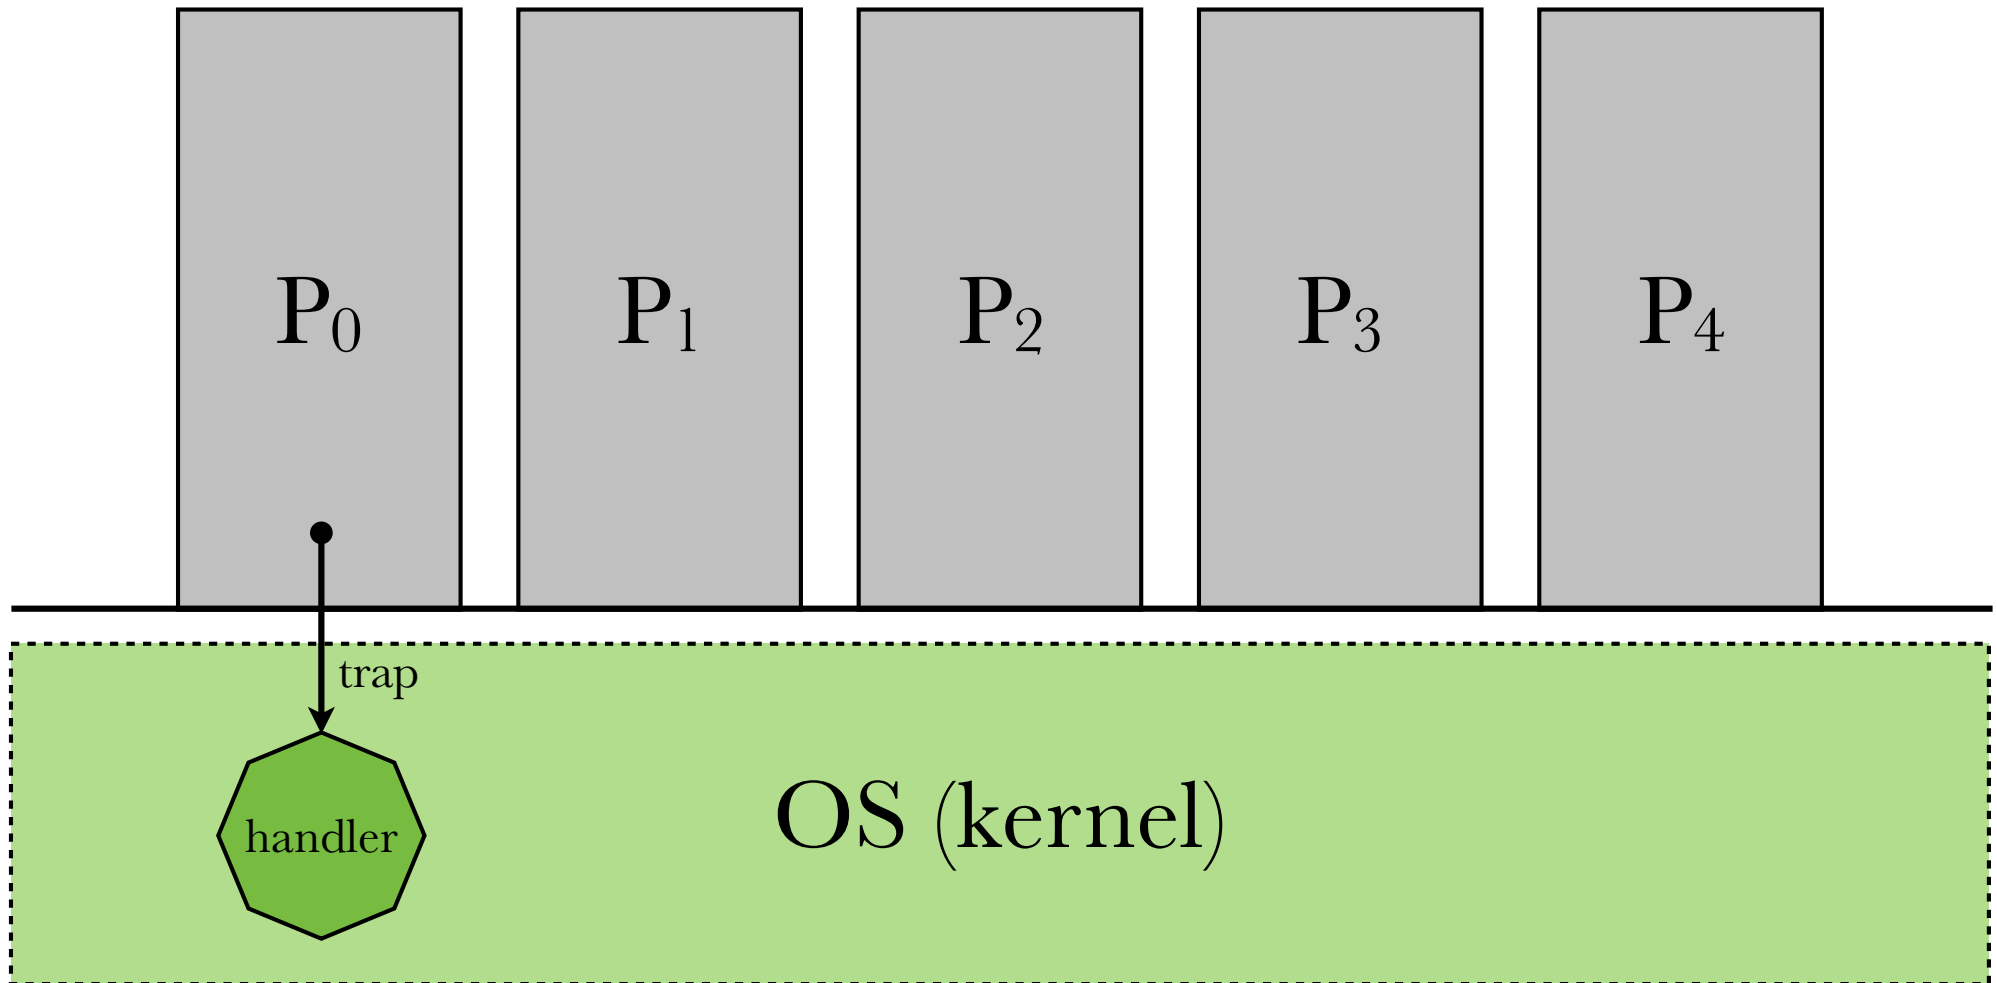 P₀ P₁ P₂ P₃ P₄
trap
handler
OS (kernel)